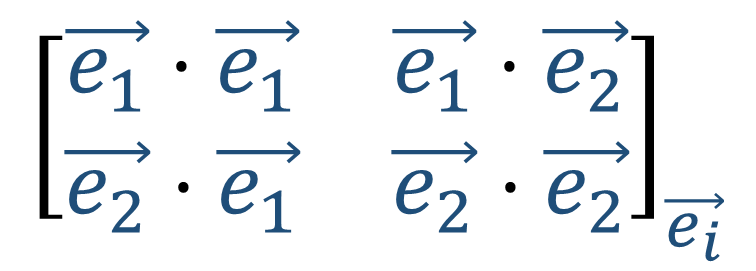 [e₁⃗ · e₁⃗  e₁⃗ · e₂⃗
e₂⃗ · e₁⃗  e₂⃗ · e₂⃗] eᵢ⃗